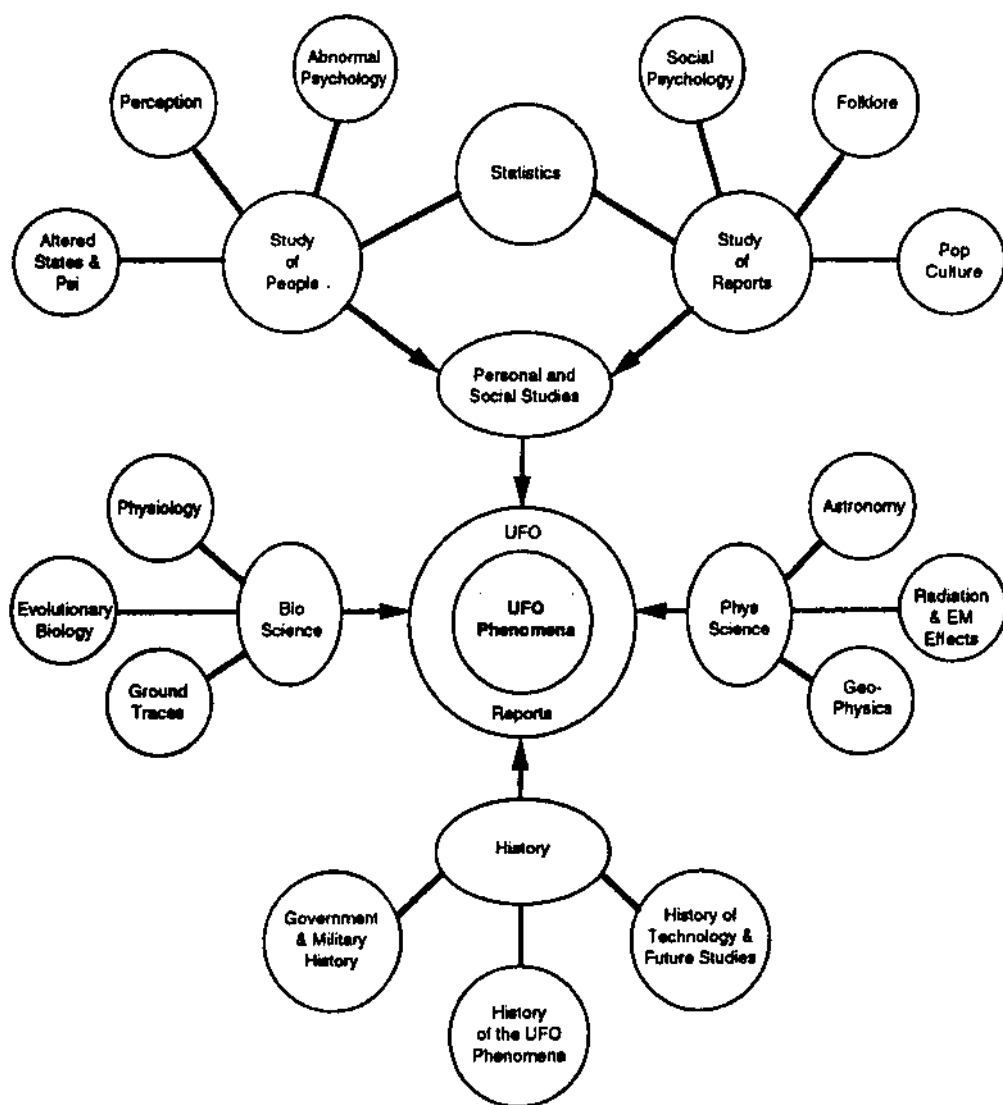 Abnormal
Psychology
Social
Psychology
Perception
Folklore
Statistics
Altered
States &
Psi
Study
of
People
Study
of
Reports
Pop
Culture
Personal and
Social Studies
Physiology
Astronomy
UFO
Evolutionary
Biology
Bio
Science
UFO
Phenomena
Phys
Science
Radiation
& EM
Effects
Ground
Traces
Geo-
Physics
Reports
History
Government
& Military
History
History of
Technology &
Future Studies
History
of the UFO
Phenomena